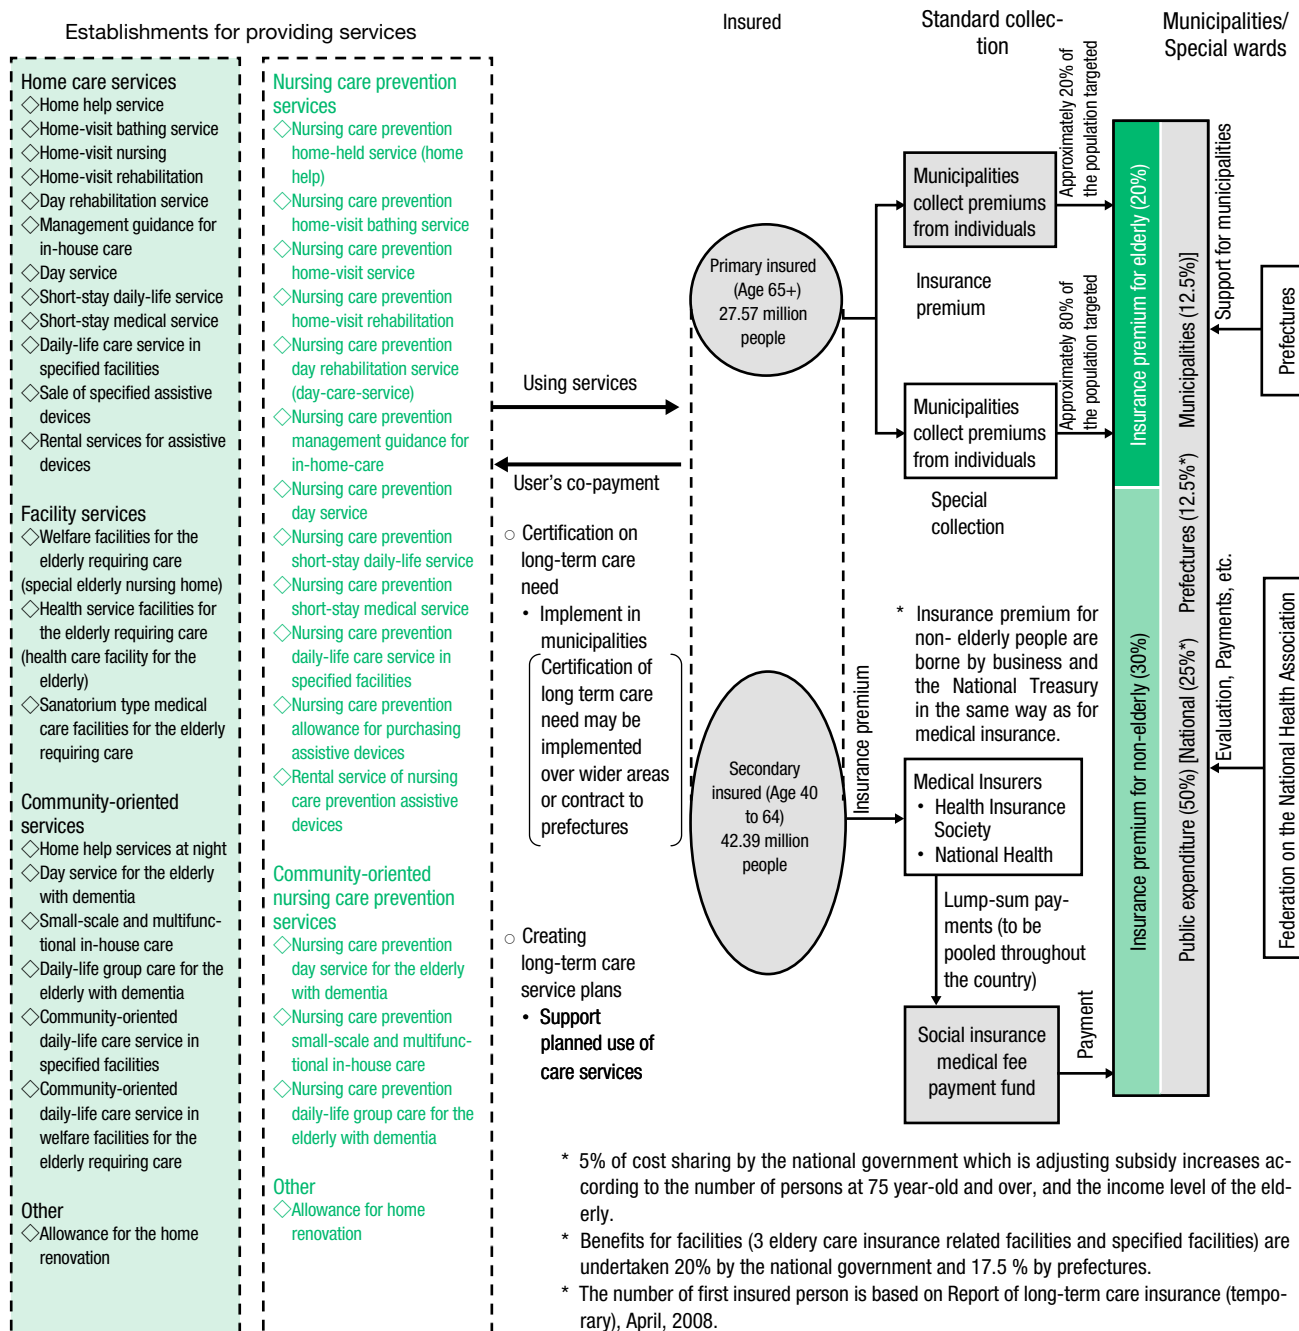 Establishments for providing services
Home care services
◇Home help service
◇Home-visit bathing service
◇Home-visit nursing
◇Home-visit rehabilitation
◇Day rehabilitation service
◇Management guidance for
in-house care
◇Day service
◇Short-stay daily-life service
◇Short-stay medical service
◇Daily-life care service in
specified facilities
◇Sale of specified assistive
devices
◇Rental services for assistive
devices
Facility services
◇Welfare facilities for the
elderly requiring care
(special elderly nursing home)
◇Health service facilities for
the elderly requiring care
(health care facility for the
elderly)
◇Sanatorium type medical
care facilities for the elderly
requiring care
Community-oriented
services
◇Home help services at night
◇Day service for the elderly
with dementia
◇Small-scale and multifunc-
tional in-house care
◇Daily-life group care for the
elderly with dementia
◇Community-oriented
daily-life care service in
specified facilities
◇Community-oriented
daily-life care service in
welfare facilities for the
elderly requiring care
Other
◇Allowance for the home
renovation
Nursing care prevention
services
◇Nursing care prevention
home-held service (home
help)
◇Nursing care prevention
home-visit bathing service
◇Nursing care prevention
home-visit service
◇Nursing care prevention
home-visit rehabilitation
◇Nursing care prevention
day rehabilitation service
(day-care-service)
◇Nursing care prevention
management guidance for
in-home-care
◇Nursing care prevention
day service
◇Nursing care prevention
short-stay daily-life service
◇Nursing care prevention
short-stay medical service
◇Nursing care prevention
daily-life care service in
specified facilities
◇Nursing care prevention
allowance for purchasing
assistive devices
◇Rental service of nursing
care prevention assistive
devices
Community-oriented
nursing care prevention
services
◇Nursing care prevention
day service for the elderly
with dementia
◇Nursing care prevention
small-scale and multifunc-
tional in-house care
◇Nursing care prevention
daily-life group care for the
elderly with dementia
Other
◇Allowance for home
renovation
Using services
User's co-payment
○ Certification on
long-term care
need
• Implement in
municipalities
Certification of
long term care
need may be
implemented
over wider areas
or contract to
prefectures
○ Creating
long-term care
service plans
• Support
planned use of
care services
Insured
Primary insured
(Age 65+)
27.57 million
people
Secondary
insured (Age 40
to 64)
42.39 million
people
Insurance premium
Standard collec-
tion
Municipalities
collect premiums
from individuals
Approximately 20% of
the population targeted
Insurance
premium
Municipalities
collect premiums
from individuals
Approximately 80% of
the population targeted
Special
collection
* Insurance premium for
non- elderly people are
borne by business and
the National Treasury
in the same way as for
medical insurance.
Medical Insurers
• Health Insurance
Society
• National Health
Lump-sum pay-
ments (to be
pooled throughout
the country)
Social insurance
medical fee
payment fund
Payment
Municipalities/
Special wards
Insurance premium for elderly (20%)
Insurance premium for non-elderly (30%)
Public expenditure (50%) [National (25%*) Prefectures (12.5%*) Municipalities (12.5%)]
Support for municipalities
Prefectures
Evaluation, Payments, etc.
Federation on the National Health Association
* 5% of cost sharing by the national government which is adjusting subsidy increases ac-
cording to the number of persons at 75 year-old and over, and the income level of the eld-
erly.
* Benefits for facilities (3 eldery care insurance related facilities and specified facilities) are
undertaken 20% by the national government and 17.5 % by prefectures.
* The number of first insured person is based on Report of long-term care insurance (tempo-
rary), April, 2008.